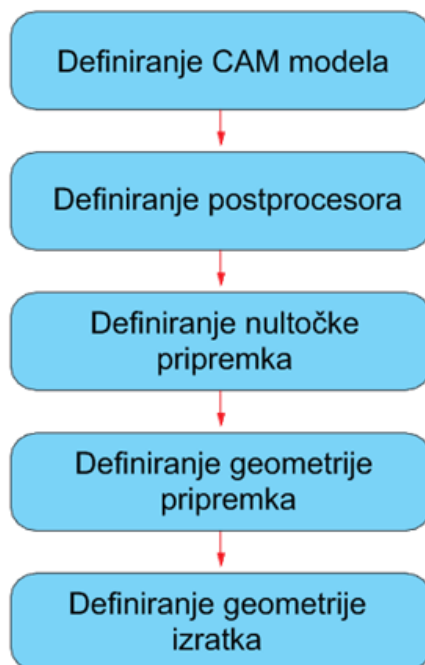 Definiranje CAM modela
Definiranje postprocesora
Definiranje nultočke
pripremka
Definiranje geometrije
pripremka
Definiranje geometrije
izratka